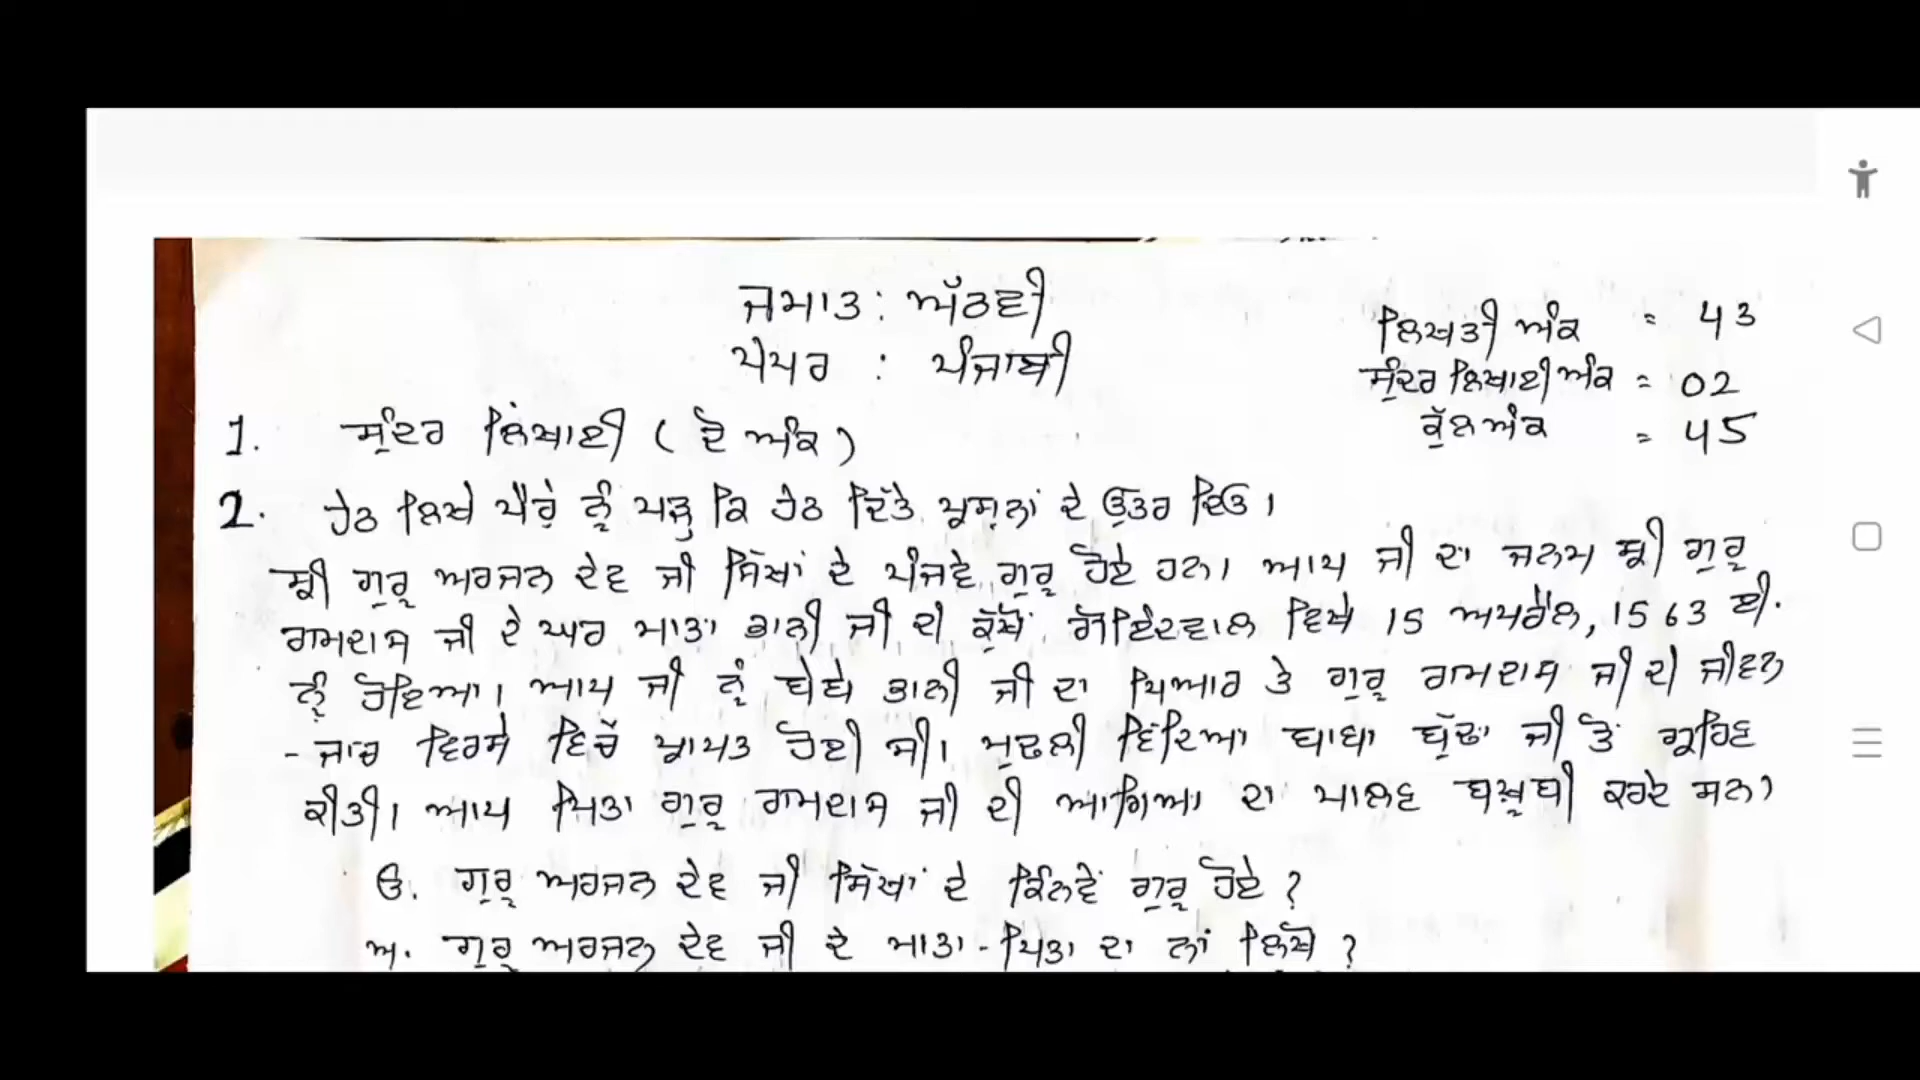 ਜਮਾਤ : ਅੱਠਵੀਂ
ਪੇਪਰ : ਪੰਜਾਬੀ
ਲਿਖਤੀ ਅੰਕ = 43
ਸੁੰਦਰ ਲਿਖਾਈ ਅੰਕ = 02
ਕੁੱਲ ਅੰਕ = 45
1. ਸੁੰਦਰ ਲਿਖਾਈ ( ਦੋ ਅੰਕ )
2. ਹੇਠ ਲਿਖੇ ਪੈਰ੍ਹੇ ਨੂੰ ਪੜ੍ਹ ਕਿ ਹੇਠ ਦਿੱਤੇ ਪ੍ਰਸ਼ਨਾਂ ਦੇ ਉੱਤਰ ਦਿਓ।
ਸ੍ਰੀ ਗੁਰੂ ਅਰਜਨ ਦੇਵ ਜੀ ਸਿੱਖਾਂ ਦੇ ਪੰਜਵੇ ਗੁਰੂ ਹੋਏ ਹਨ। ਆਪ ਜੀ ਦਾ ਜਨਮ ਸ੍ਰੀ ਗੁਰੂ
ਰਾਮਦਾਸ ਜੀ ਦੇ ਘਰ ਮਾਤਾ ਭਾਨੀ ਜੀ ਦੀ ਕੁੱਖੋਂ ਗੋਇੰਦਵਾਲ ਵਿਖੇ 15 ਅਪਰੈਲ, 1563 ਈ.
ਨੂੰ ਹੋਇਆ। ਆਪ ਜੀ ਨੂੰ ਬੇਬੇ ਭਾਨੀ ਜੀ ਦਾ ਪਿਆਰ ਤੇ ਗੁਰੂ ਰਾਮਦਾਸ ਜੀ ਦੀ ਜੀਵਨ
-ਜਾਚ ਵਿਰਸੇ ਵਿਚੋਂ ਪ੍ਰਾਪਤ ਹੋਈ ਸੀ। ਮੁਢਲੀ ਵਿੱਦਿਆ ਬਾਬਾ ਬੁੱਢਾ ਜੀ ਤੋਂ ਗ੍ਰਹਿਣ
ਕੀਤੀ। ਆਪ ਪਿਤਾ ਗੁਰੂ ਰਾਮਦਾਸ ਜੀ ਦੀ ਆਗਿਆ ਦਾ ਪਾਲਣ ਬਖ਼ੂਬੀ ਕਰਦੇ ਸਨ।
ੳ. ਗੁਰੂ ਅਰਜਨ ਦੇਵ ਜੀ ਸਿੱਖਾਂ ਦੇ ਕਿੰਨਵੇਂ ਗੁਰੂ ਹੋਏ ?
ਅ. ਗੁਰੂ ਅਰਜਨ ਦੇਵ ਜੀ ਦੇ ਮਾਤਾ-ਪਿਤਾ ਦਾ ਨਾਂ ਲਿਖੋ ?